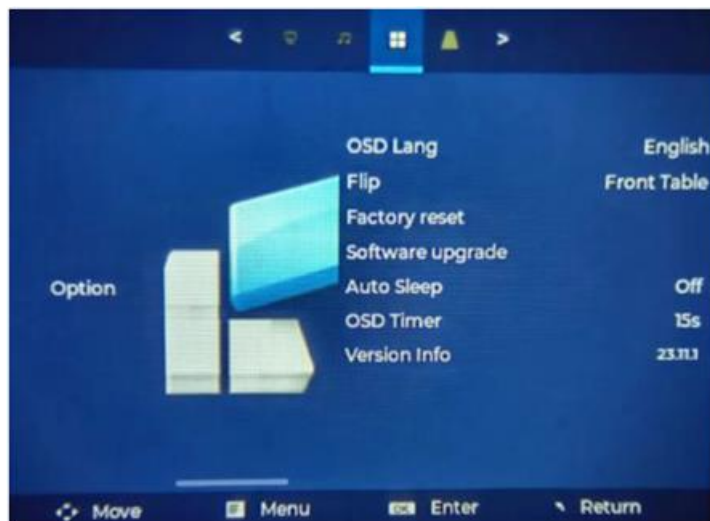 OSD Lang English
Flip Front Table
Factory reset
Software upgrade
Option
Auto Sleep Off
OSD Timer 15s
Version Info 23.11.1
Move Menu OK Enter Return